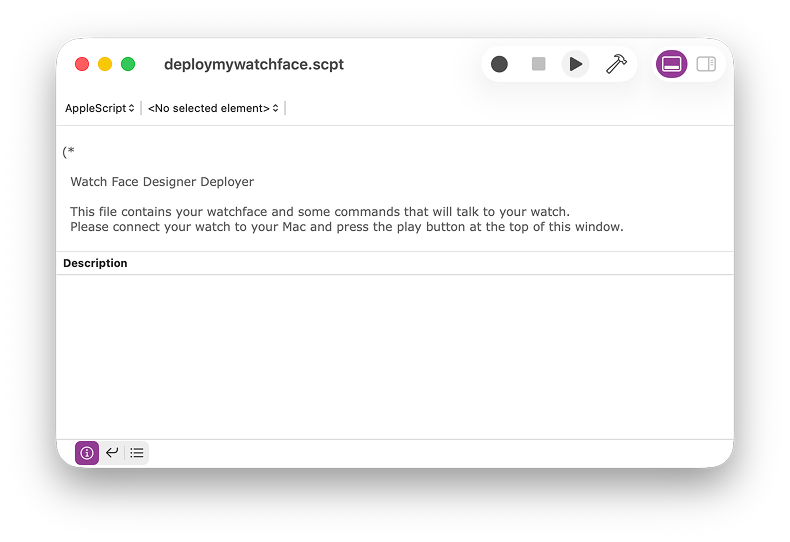 deploymywatchface.scpt
AppleScript <No selected element>
(*
Watch Face Designer Deployer
This file contains your watchface and some commands that will talk to your watch.
Please connect your watch to your Mac and press the play button at the top of this window.
Description